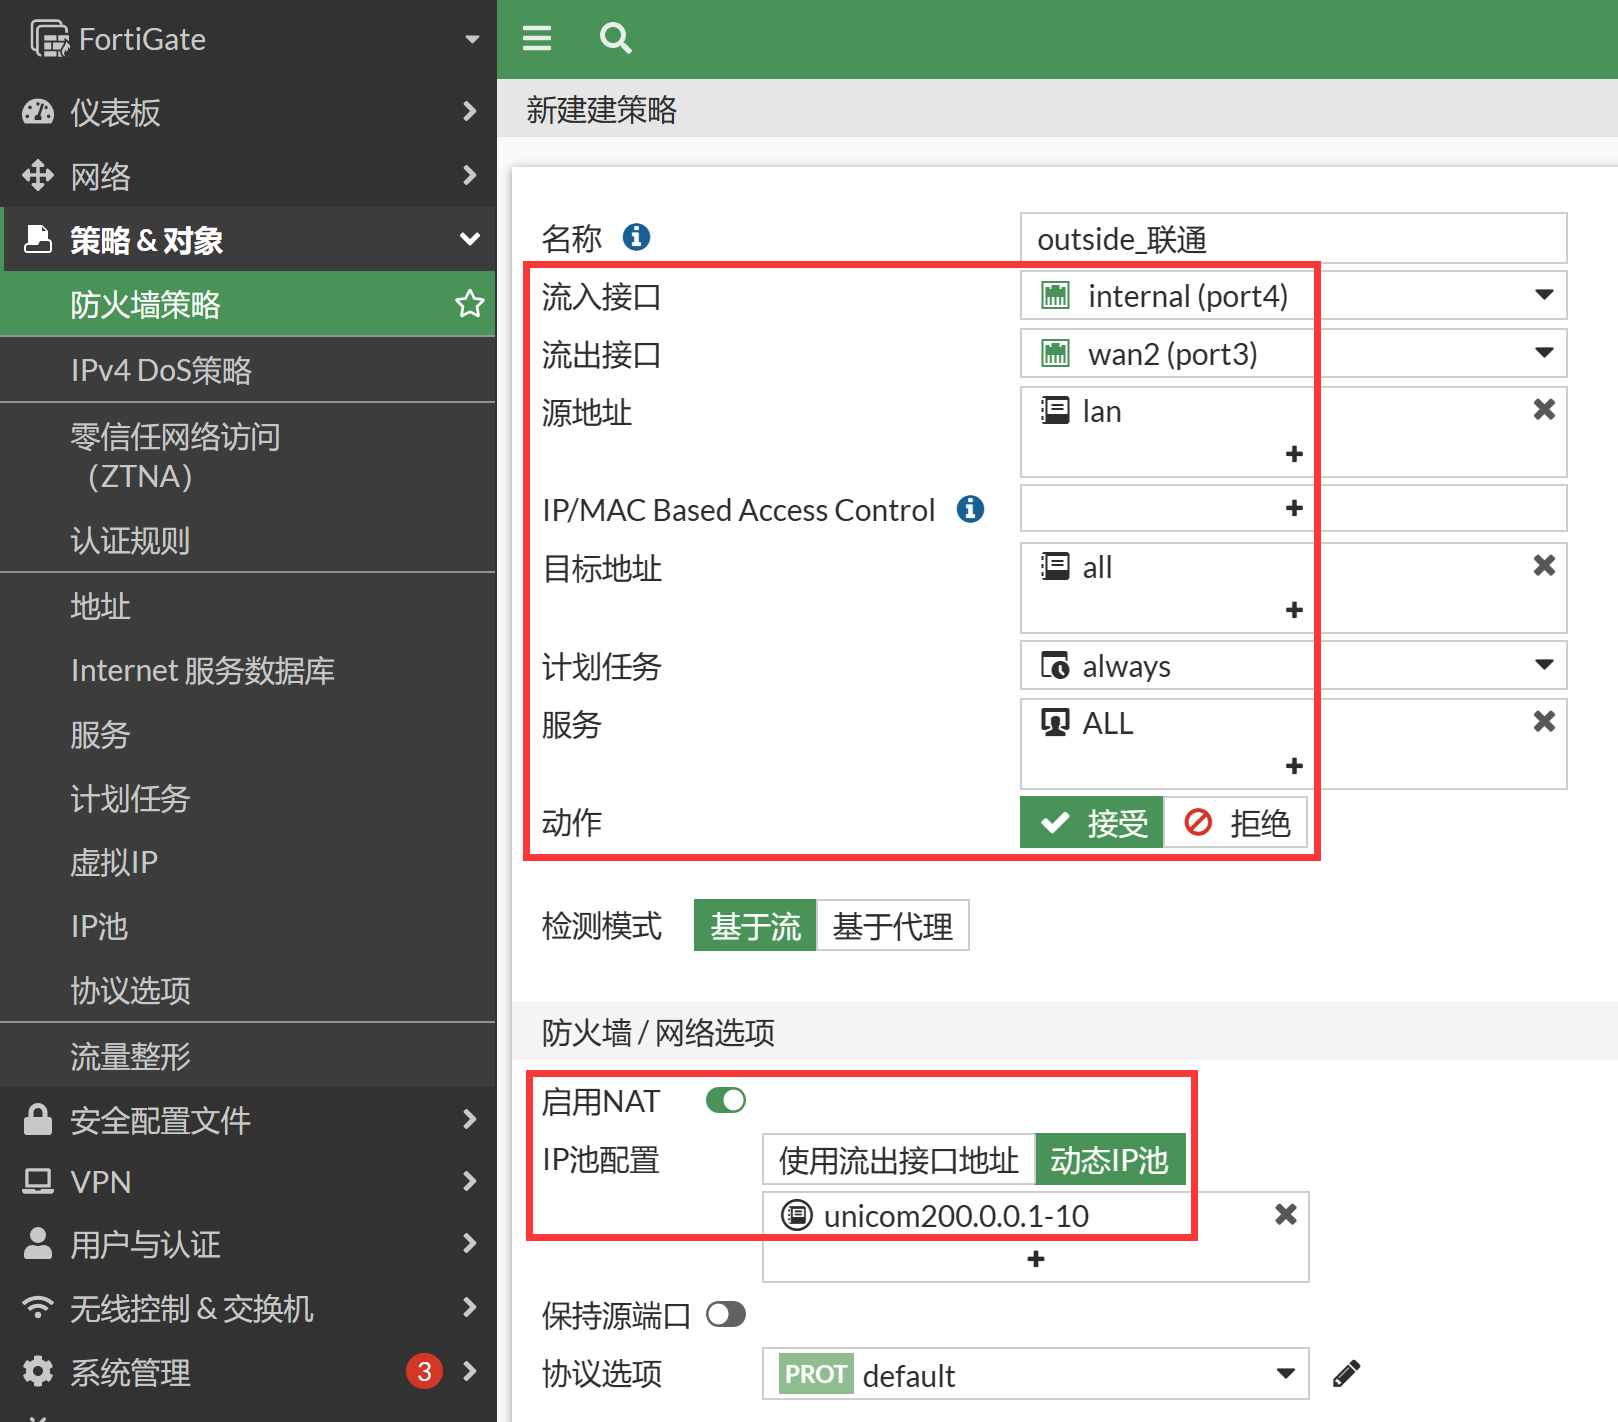 FortiGate
仪表板
网络
策略 & 对象
防火墙策略
IPv4 DoS策略
零信任网络访问
（ZTNA）
认证规则
地址
Internet 服务数据库
服务
计划任务
虚拟IP
IP池
协议选项
流量整形
安全配置文件
VPN
用户与认证
无线控制 & 交换机
系统管理 3
新建建策略
名称 outside_联通
流入接口 internal (port4)
流出接口 wan2 (port3)
源地址 lan
IP/MAC Based Access Control
目标地址 all
计划任务 always
服务 ALL
动作 接受 拒绝
检测模式 基于流 基于代理
防火墙 / 网络选项
启用NAT
IP池配置 使用流出接口地址 动态IP池
unicom200.0.0.1-10
保持源端口
协议选项 PROT default